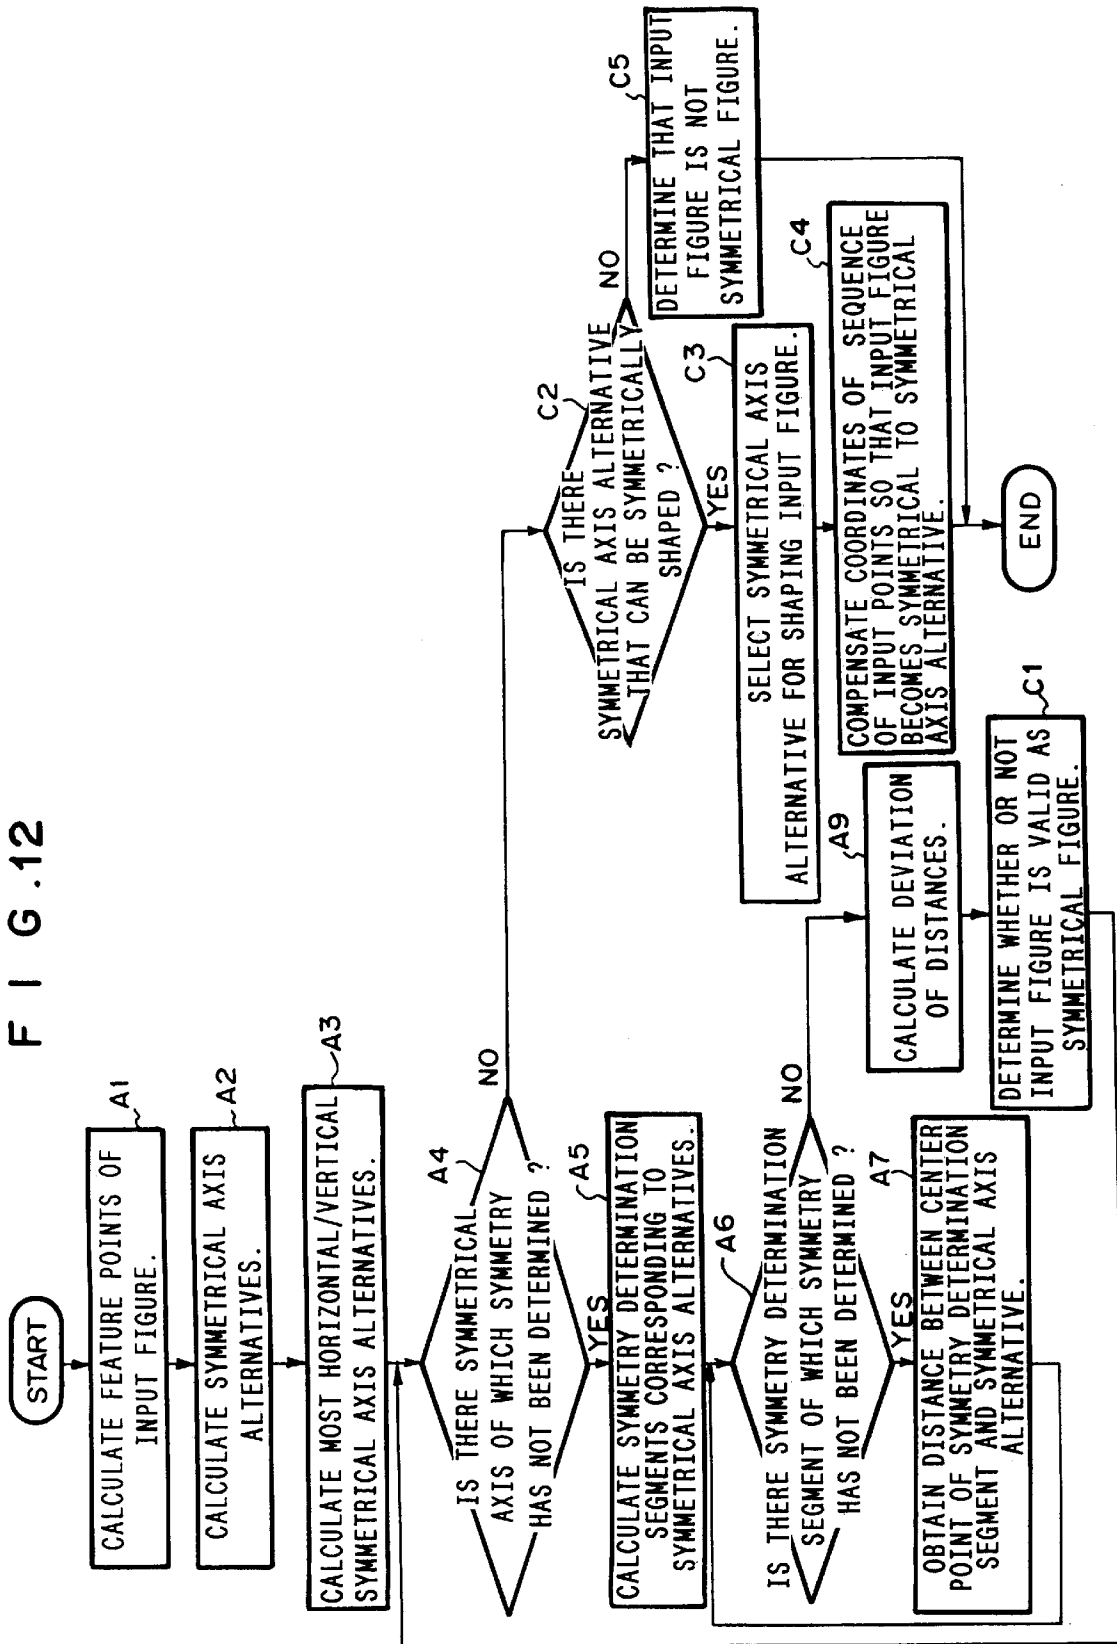 F I G . 12
START
A1
CALCULATE FEATURE POINTS OF
INPUT FIGURE.
A2
CALCULATE SYMMETRICAL AXIS
ALTERNATIVES.
A3
CALCULATE MOST HORIZONTAL/VERTICAL
SYMMETRICAL AXIS ALTERNATIVES.
A4
IS THERE SYMMETRICAL
AXIS OF WHICH SYMMETRY
HAS NOT BEEN DETERMINED ?
NO
YES
A5
CALCULATE SYMMETRY DETERMINATION
SEGMENTS CORRESPONDING TO
SYMMETRICAL AXIS ALTERNATIVES.
A6
IS THERE SYMMETRY DETERMINATION
SEGMENT OF WHICH SYMMETRY
HAS NOT BEEN DETERMINED ?
NO
YES
A7
OBTAIN DISTANCE BETWEEN CENTER
POINT OF SYMMETRY DETERMINATION
SEGMENT AND SYMMETRICAL AXIS
ALTERNATIVE.
A9
CALCULATE DEVIATION
OF DISTANCES.
C1
DETERMINE WHETHER OR NOT
INPUT FIGURE IS VALID AS
SYMMETRICAL FIGURE.
C2
IS THERE
SYMMETRICAL AXIS ALTERNATIVE
THAT CAN BE SYMMETRICALLY
SHAPED ?
NO
YES
C3
SELECT SYMMETRICAL AXIS
ALTERNATIVE FOR SHAPING INPUT FIGURE.
C4
COMPENSATE COORDINATES OF SEQUENCE
OF INPUT POINTS SO THAT INPUT FIGURE
BECOMES SYMMETRICAL TO SYMMETRICAL
AXIS ALTERNATIVE.
C5
DETERMINE THAT INPUT
FIGURE IS NOT
SYMMETRICAL FIGURE.
END